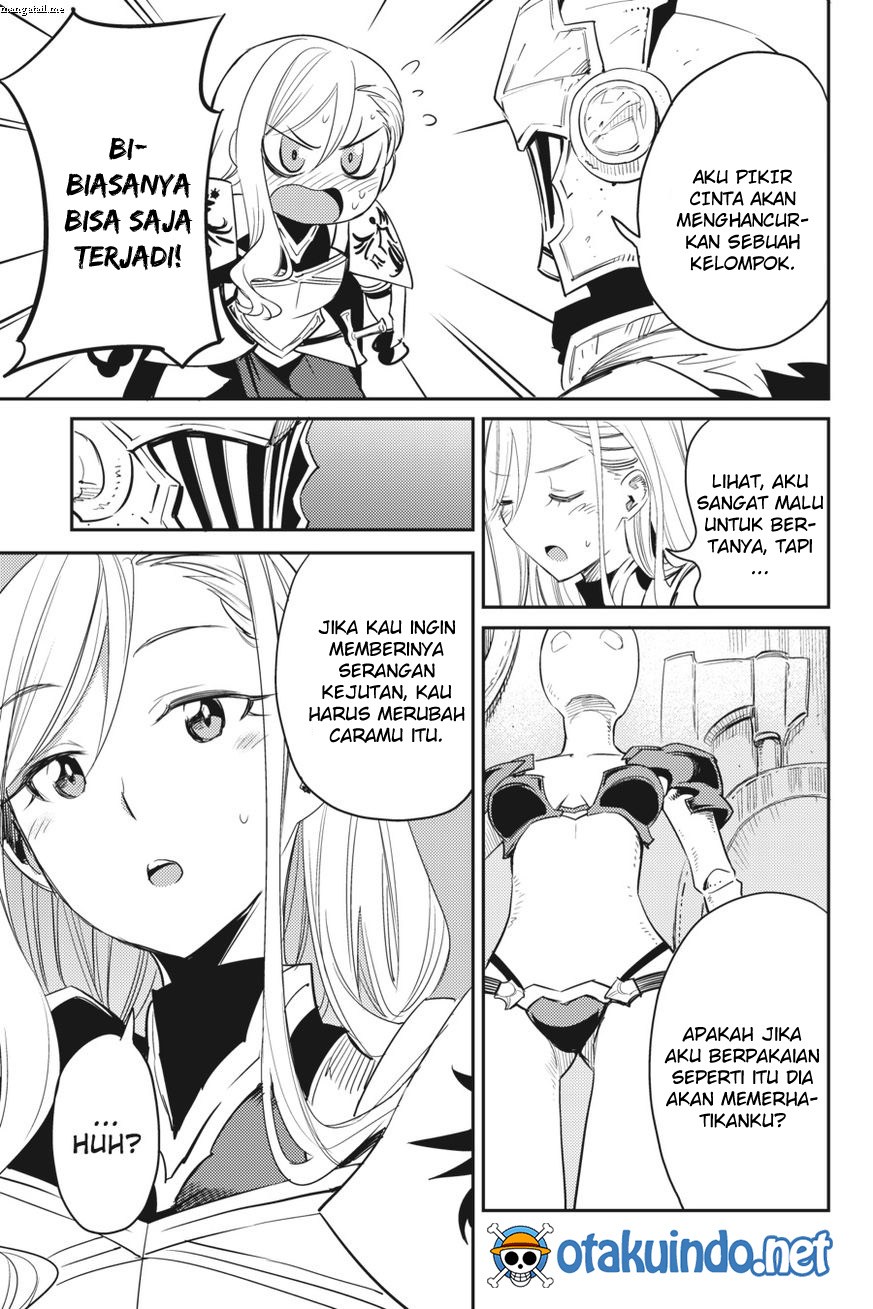 mangatail.me
AKU PIKIR
CINTA AKAN
MENGHANCUR-
KAN SEBUAH
KELOMPOK.
BI-
BIASANYA
BISA SAJA
TERJADI!
LIHAT, AKU
SANGAT MALU
UNTUK BER-
TANYA, TAPI
...
APAKAH JIKA
AKU BERPAKAIAN
SEPERTI ITU DIA
AKAN MEMERHA-
TIKANKU?
JIKA KAU INGIN
MEMBERINYA
SERANGAN
KEJUTAN, KAU
HARUS MERUBAH
CARAMU ITU.
...
HUH?
otakuindo.net